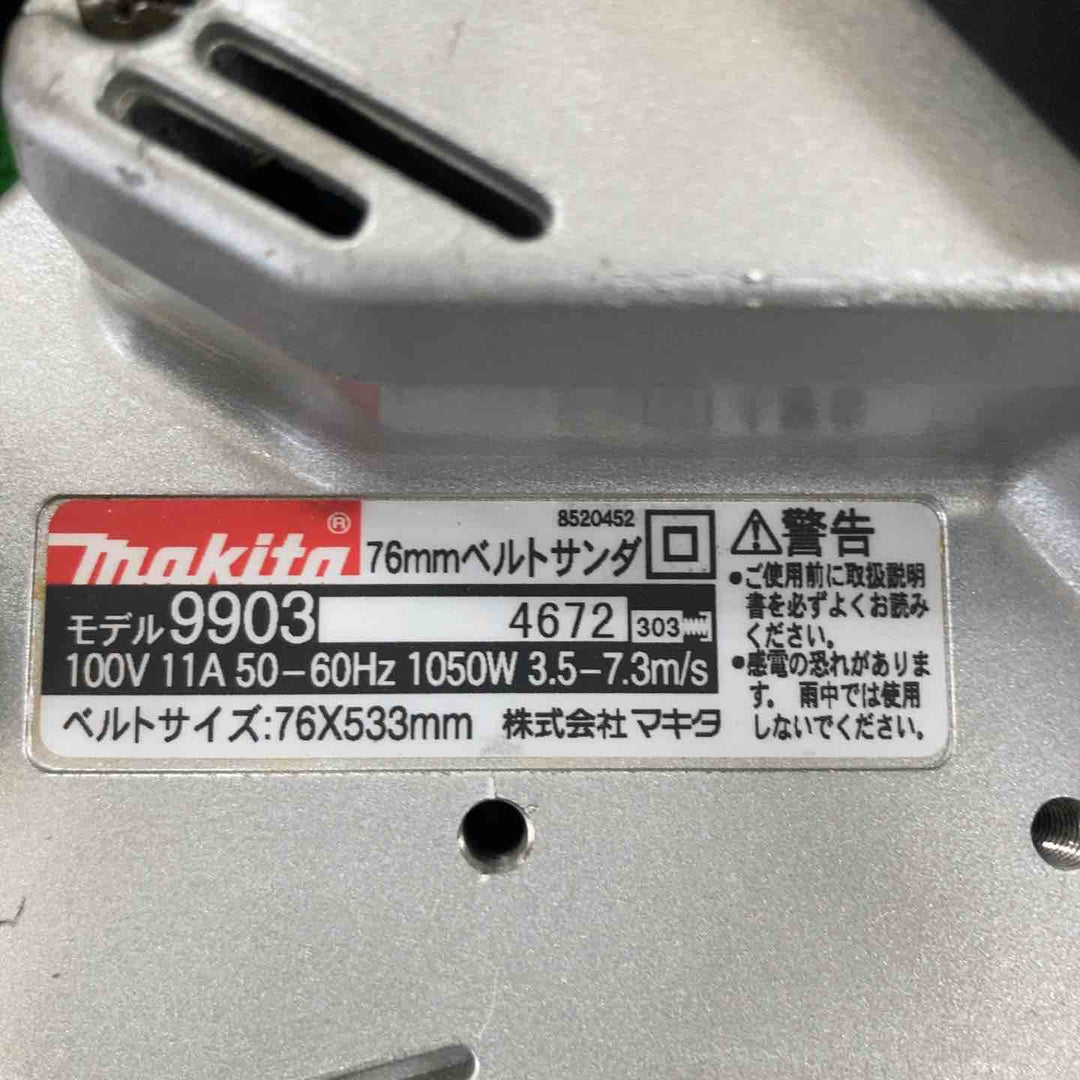 makita®
8520452
76mmベルトサンダ
モデル9903 4672 303
100V 11A 50-60Hz 1050W 3.5-7.3m/s
ベルトサイズ:76X533mm 株式会社マキタ
⚠警告
•ご使用前に取扱説明
書を必ずよくお読み
ください。
•感電の恐れがありま
す。 雨中では使用
しないでください。